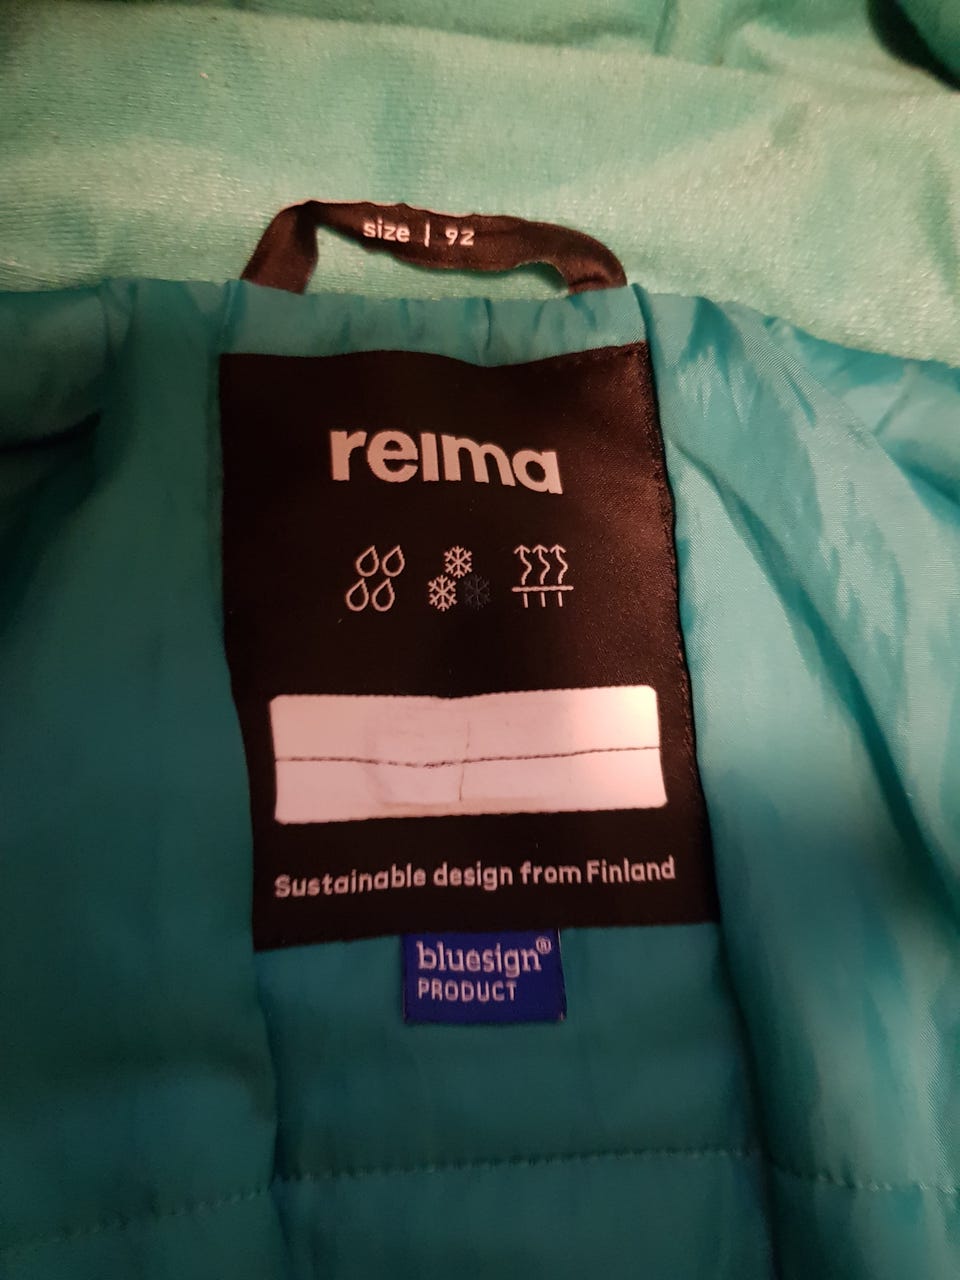 size | 92
reima
Sustainable design from Finland
bluesign®
PRODUCT